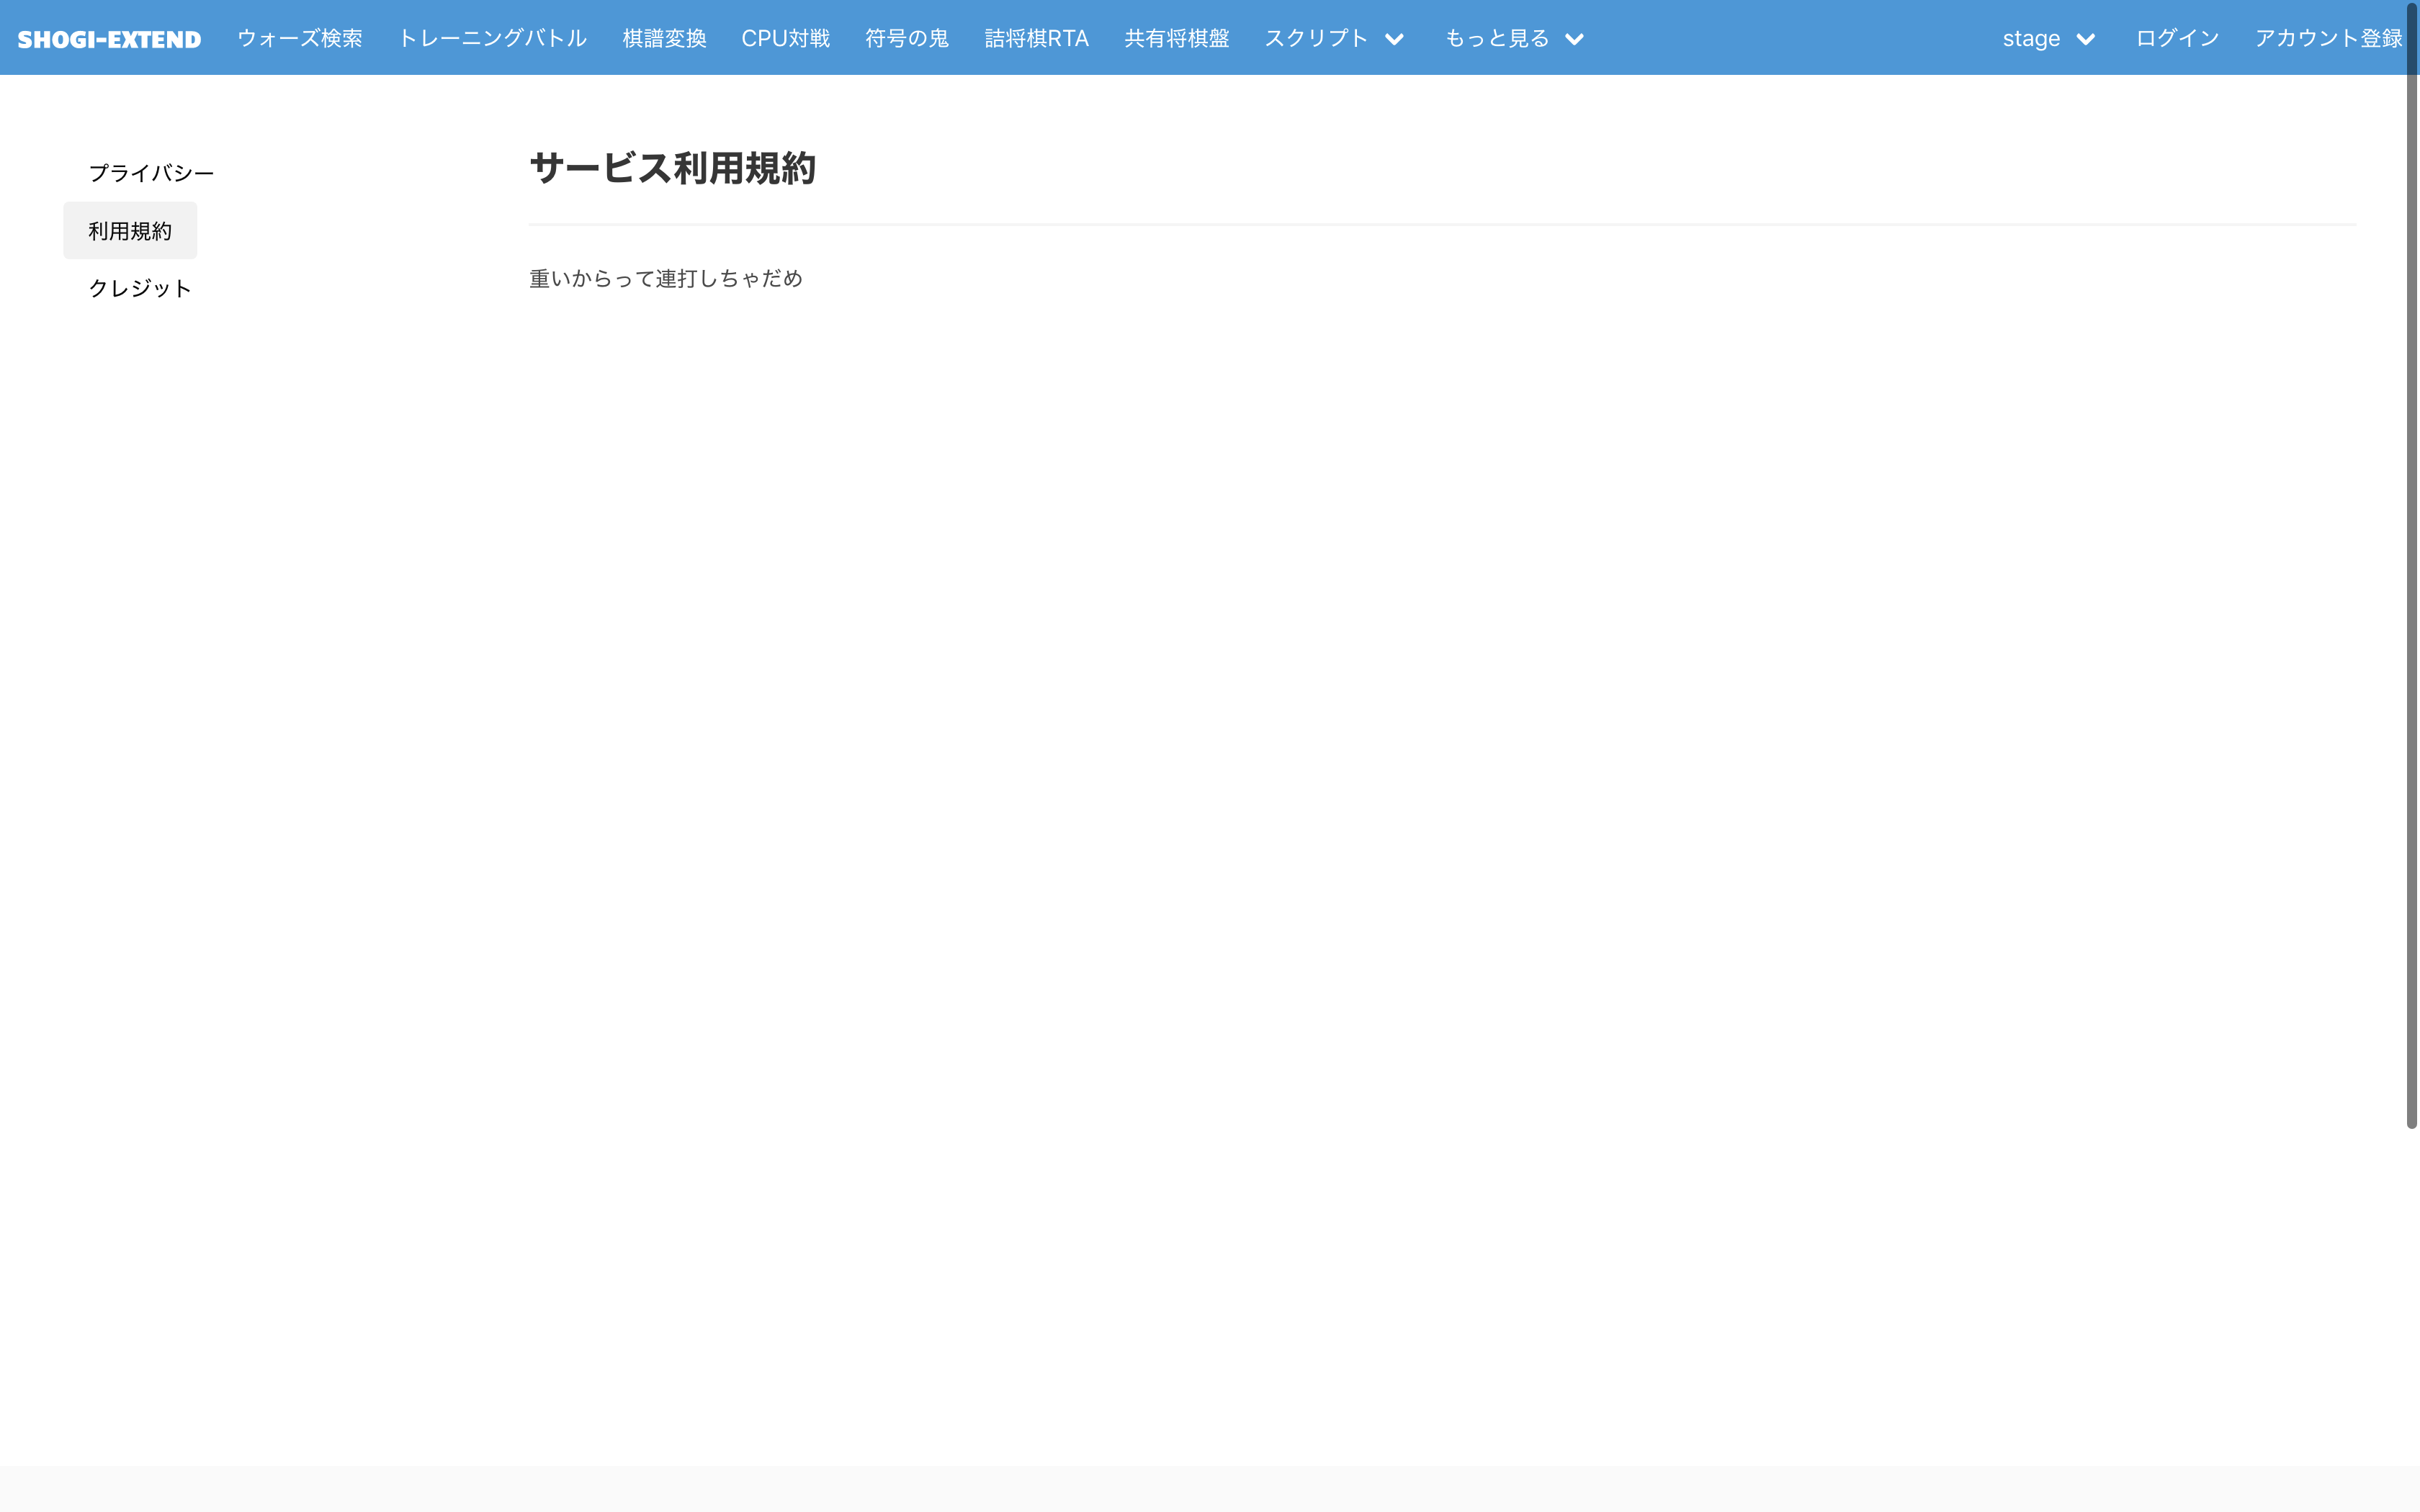 SHOGI-EXTEND ウォーズ検索 トレーニングバトル 棋譜変換 CPU対戦 符号の鬼 詰将棋RTA 共有将棋盤 スクリプト もっと見る stage ログイン アカウント登録
プライバシー
利用規約
クレジット
サービス利用規約
重いからって連打しちゃだめ